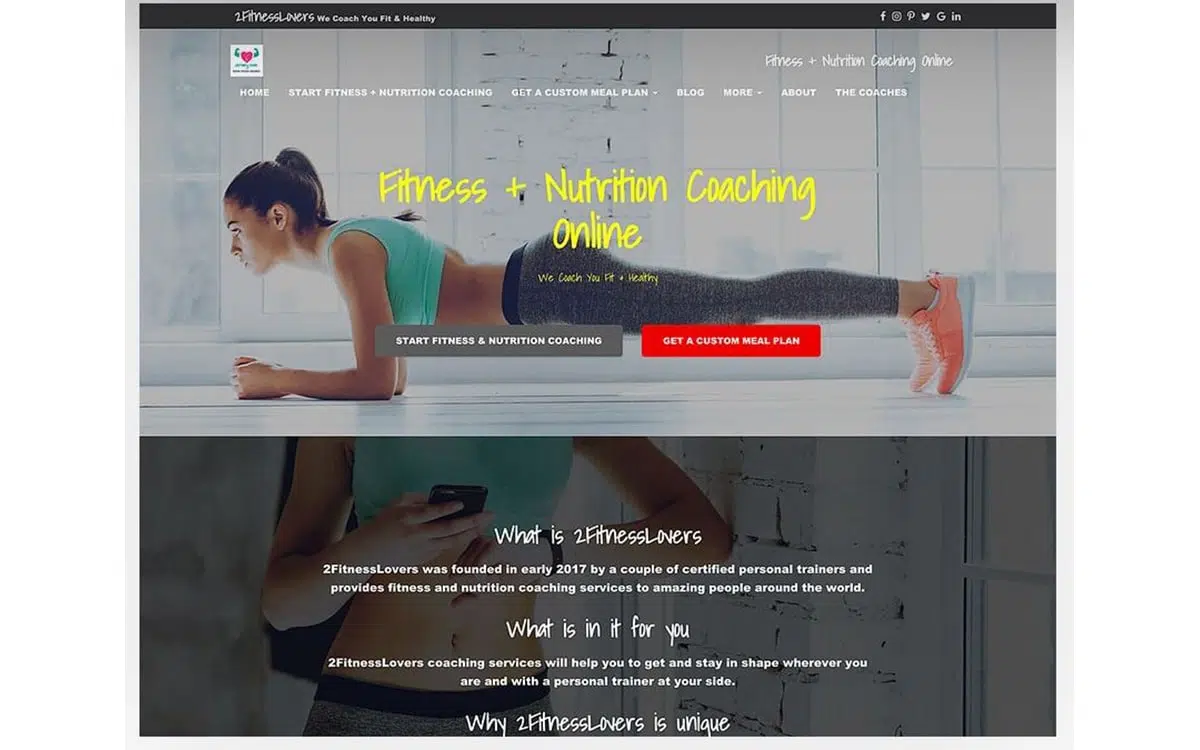 2FitnessLovers We Coach You Fit & Healthy
Fitness + Nutrition Coaching Online
HOME START FITNESS + NUTRITION COACHING GET A CUSTOM MEAL PLAN BLOG MORE ABOUT THE COACHES
Fitness + Nutrition Coaching
Online
We Coach You Fit & Healthy
START FITNESS & NUTRITION COACHING GET A CUSTOM MEAL PLAN
What is 2FitnessLovers
2FitnessLovers was founded in early 2017 by a couple of certified personal trainers and
provides fitness and nutrition coaching services to amazing people around the world.
What is in it for you
2FitnessLovers coaching services will help you to get and stay in shape wherever you
are and with a personal trainer at your side.
Why 2FitnessLovers is unique